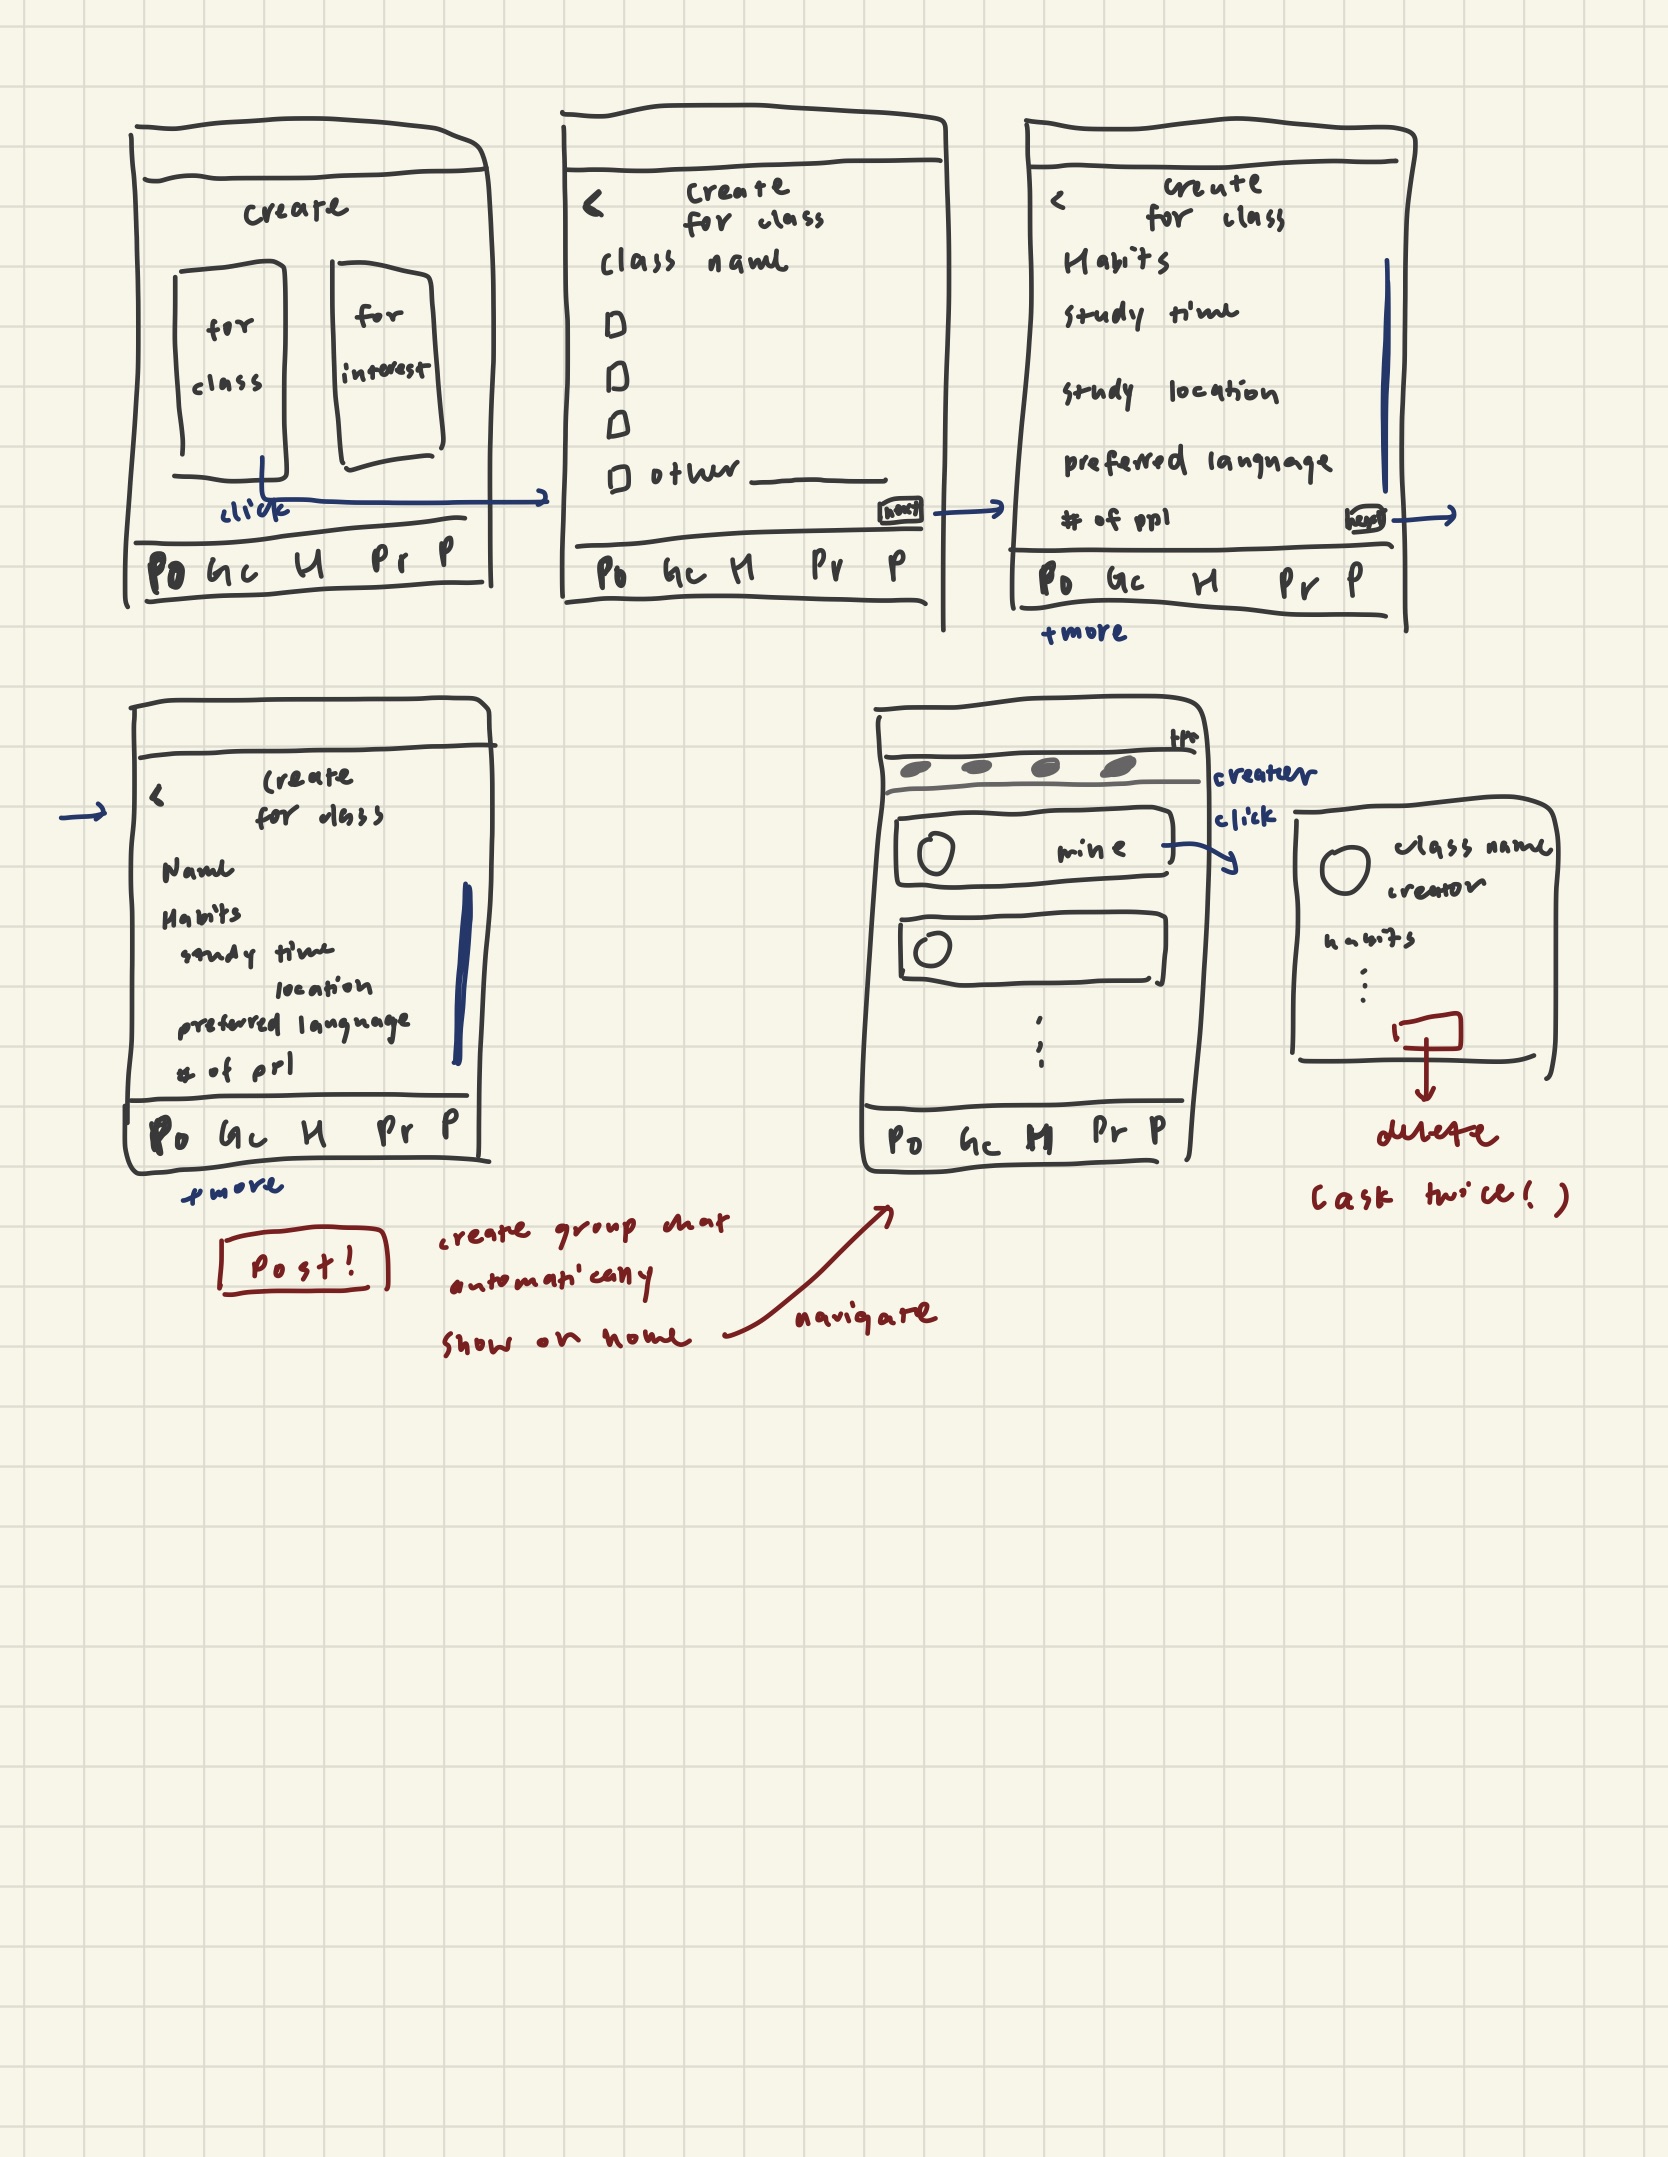 Create
for
class
for
interest
click
Po Gc H Pr P
<
Create
for class
class name
other
next
Po Gc H Pr P
<
Create
for class
Habits
study time
study location
preferred language
# of ppl
next
Po Gc H Pr P
+more
<
Create
for class
Name
Habits
study time
location
preferred language
# of ppl
Po Gc H Pr P
+more
Post!
create group chat
automatically
show on home
navigate
mine
Po Gc H Pr P
click
class name
creator
habits
delete
(ask twice!)